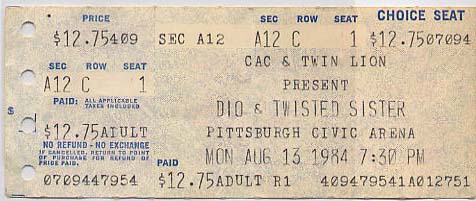 PRICE
$12.75409
SEC ROW SEAT
A12 C 1
PAID: ALL APPLICABLE TAXES INCLUDED
$
$12.75ADULT
NO REFUND - NO EXCHANGE
IF CANCELLED, RETURN TO POINT
OF PURCHASE FOR REFUND OF
PRICE PAID.
0709447954
SEC ROW SEAT CHOICE SEAT
SEC A12 A12 C 1 $12.7507094
CAC & TWIN LION
PRESENT
DIO & TWISTED SISTER
PITTSBURGH CIVIC ARENA
MON AUG 13 1984 7:30 PM
PAID $12.75ADULT R1 409479541A012751